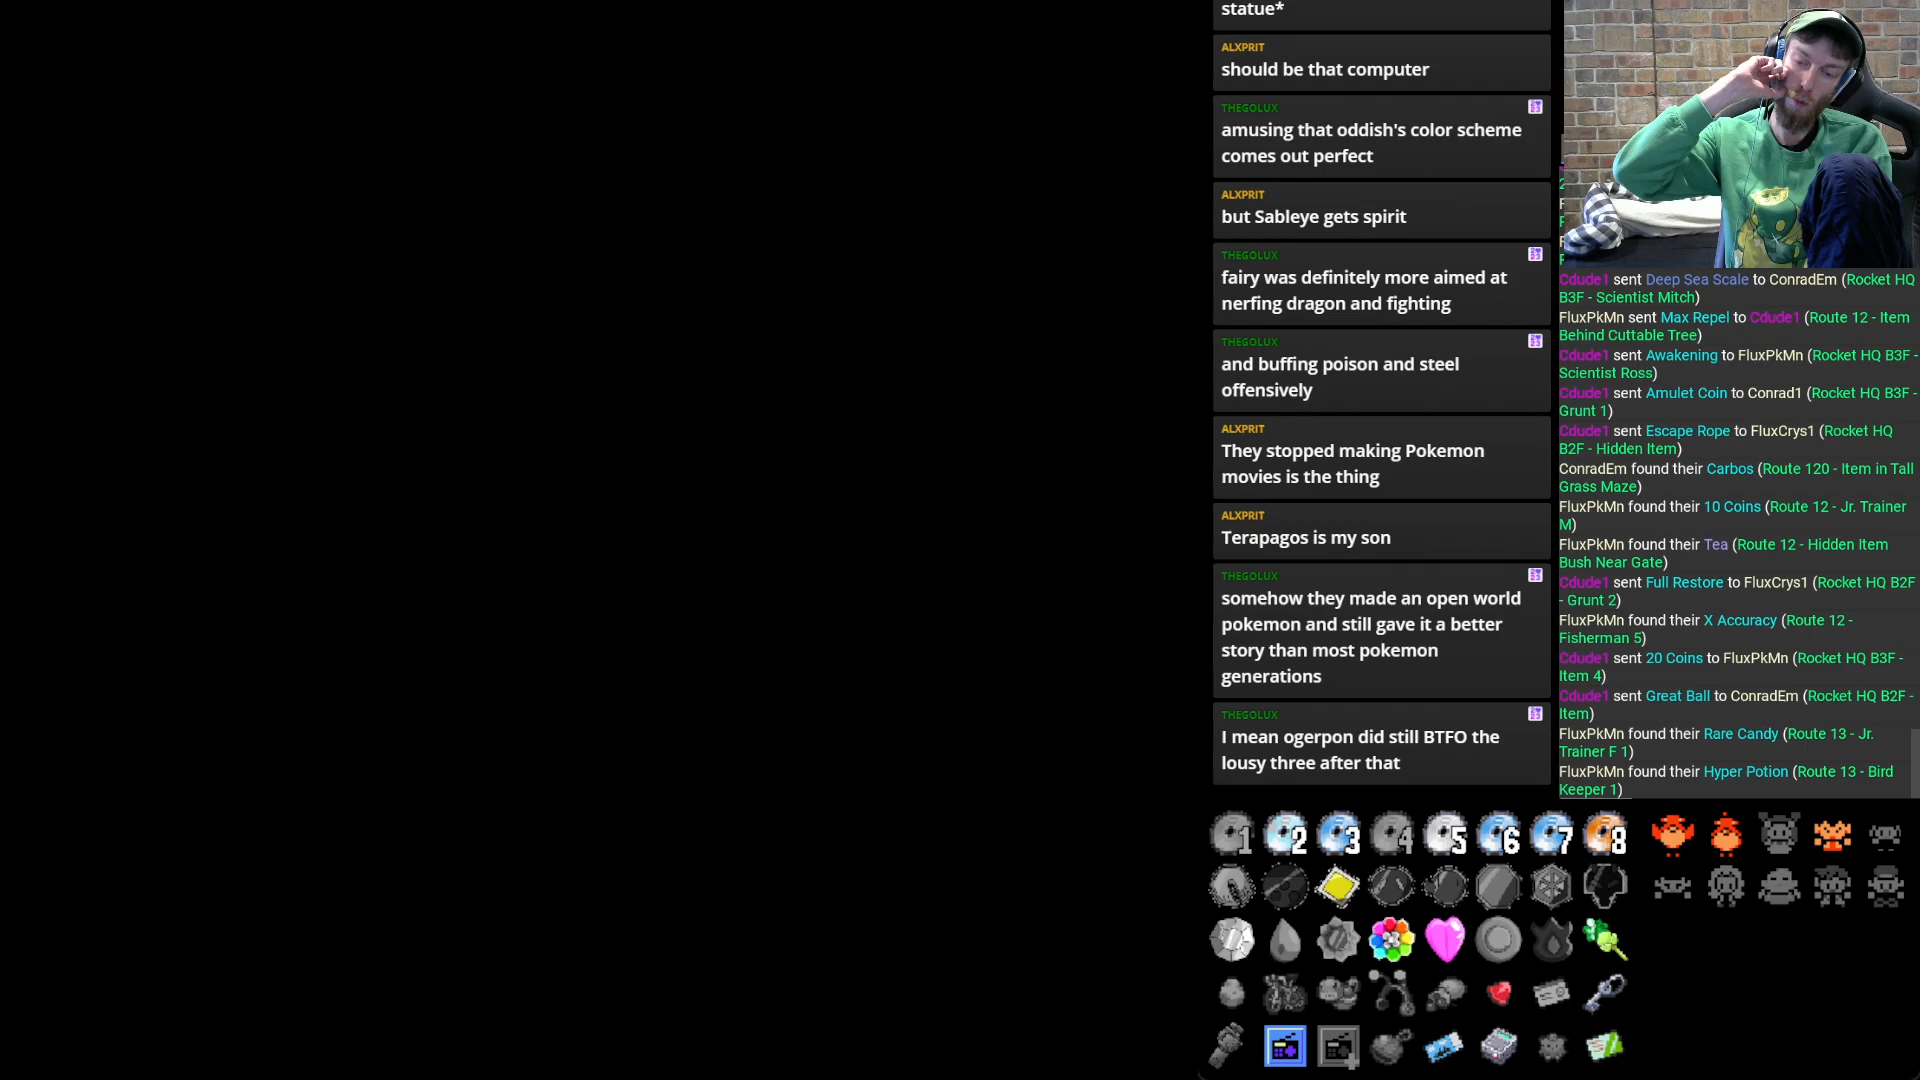 statue*
ALXPRIT
should be that computer
THEGOLUX
amusing that oddish's color scheme
comes out perfect
ALXPRIT
but Sableye gets spirit
THEGOLUX
fairy was definitely more aimed at
nerfing dragon and fighting
THEGOLUX
and buffing poison and steel
offensively
ALXPRIT
They stopped making Pokemon
movies is the thing
ALXPRIT
Terapagos is my son
THEGOLUX
somehow they made an open world
pokemon and still gave it a better
story than most pokemon
generations
THEGOLUX
I mean ogerpon did still BTFO the
lousy three after that
Cdude1 sent Deep Sea Scale to ConradEm (Rocket HQ
B3F - Scientist Mitch)
FluxPkMn sent Max Repel to Cdude1 (Route 12 - Item
Behind Cuttable Tree)
Cdude1 sent Awakening to FluxPkMn (Rocket HQ B3F -
Scientist Ross)
Cdude1 sent Amulet Coin to Conrad1 (Rocket HQ B3F -
Grunt 1)
Cdude1 sent Escape Rope to FluxCrys1 (Rocket HQ
B2F - Hidden Item)
ConradEm found their Carbos (Route 120 - Item in Tall
Grass Maze)
FluxPkMn found their 10 Coins (Route 12 - Jr. Trainer
M)
FluxPkMn found their Tea (Route 12 - Hidden Item
Bush Near Gate)
Cdude1 sent Full Restore to FluxCrys1 (Rocket HQ B2F
- Grunt 2)
FluxPkMn found their X Accuracy (Route 12 -
Fisherman 5)
Cdude1 sent 20 Coins to FluxPkMn (Rocket HQ B3F -
Item 4)
Cdude1 sent Great Ball to ConradEm (Rocket HQ B2F -
Item)
FluxPkMn found their Rare Candy (Route 13 - Jr.
Trainer F 1)
FluxPkMn found their Hyper Potion (Route 13 - Bird
Keeper 1)
1 2 3 4 5 6 7 8